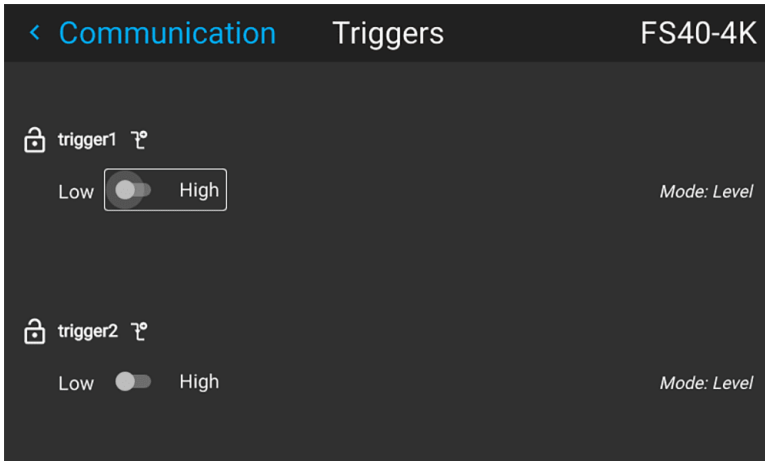 Communication Triggers FS40-4K
trigger1
Low High Mode: Level
trigger2
Low High Mode: Level